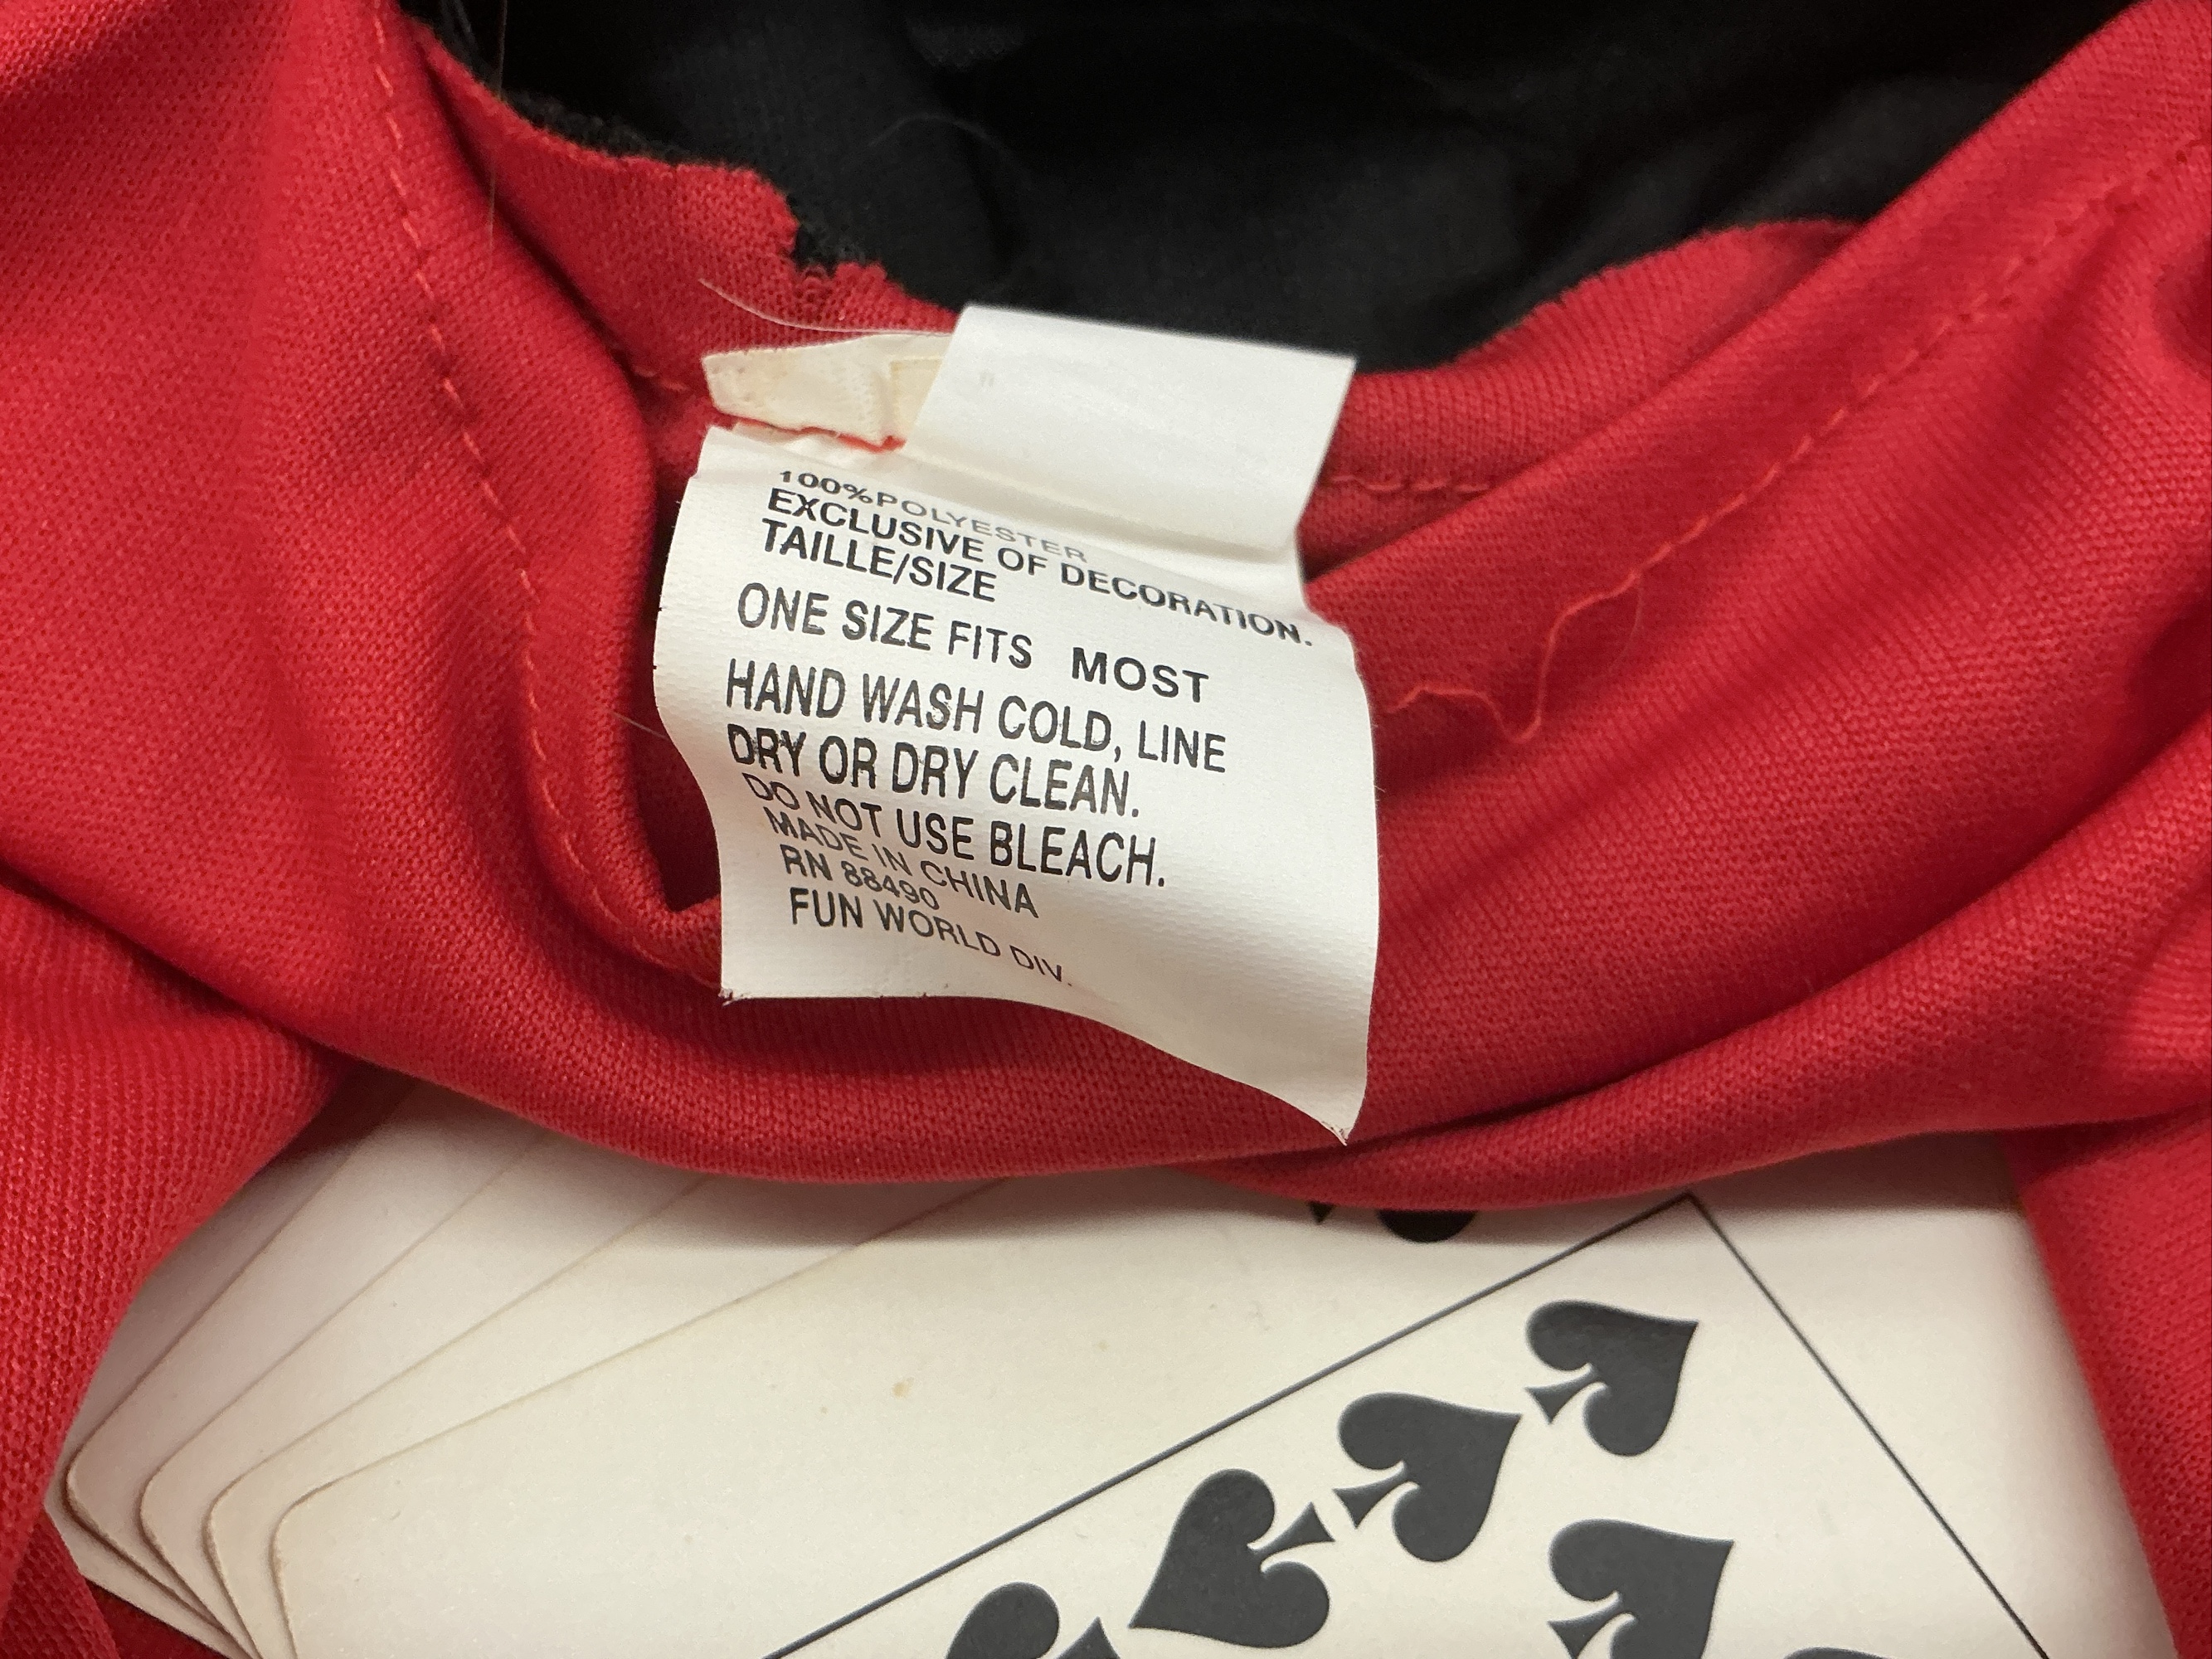 100%POLYESTER
EXCLUSIVE OF DECORATION.
TAILLE/SIZE
ONE SIZE FITS MOST
HAND WASH COLD, LINE
DRY OR DRY CLEAN.
DO NOT USE BLEACH.
MADE IN CHINA
RN 88490
FUN WORLD DIV.